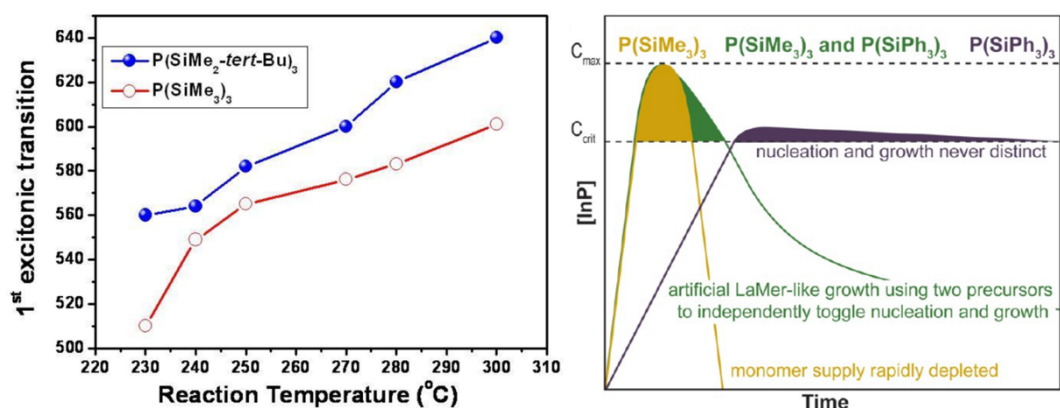 640
620
600
580
560
540
520
500
1st excitonic transition
P(SiMe2-tert-Bu)3
P(SiMe3)3
220 230 240 250 260 270 280 290 300 310
Reaction Temperature (°C)
P(SiMe3)3 P(SiMe3)3 and P(SiPh3)3 P(SiPh3)3
Cmax
Ccrit
nucleation and growth never distinct
[InP]
artificial LaMer-like growth using two precursors
to independently toggle nucleation and growth
monomer supply rapidly depleted
Time